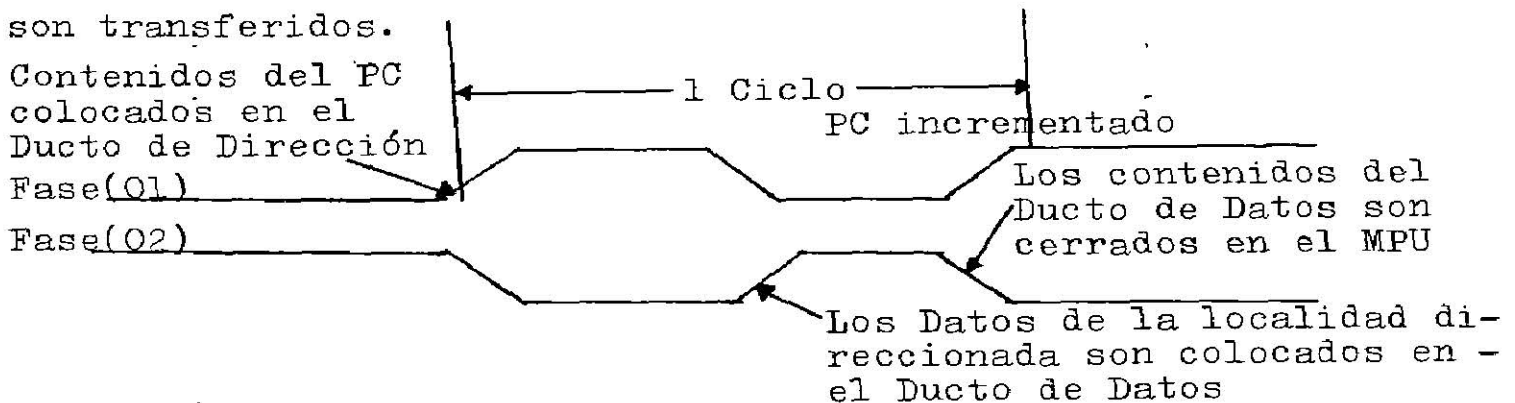 son transferidos.
Contenidos del PC
colocados en el
Ducto de Dirección
1 Ciclo
PC incrementado
Fase(O1)
Los contenidos del
Ducto de Datos son
cerrados en el MPU
Fase(O2)
Los Datos de la localidad di-
reccionada son colocados en -
el Ducto de Datos